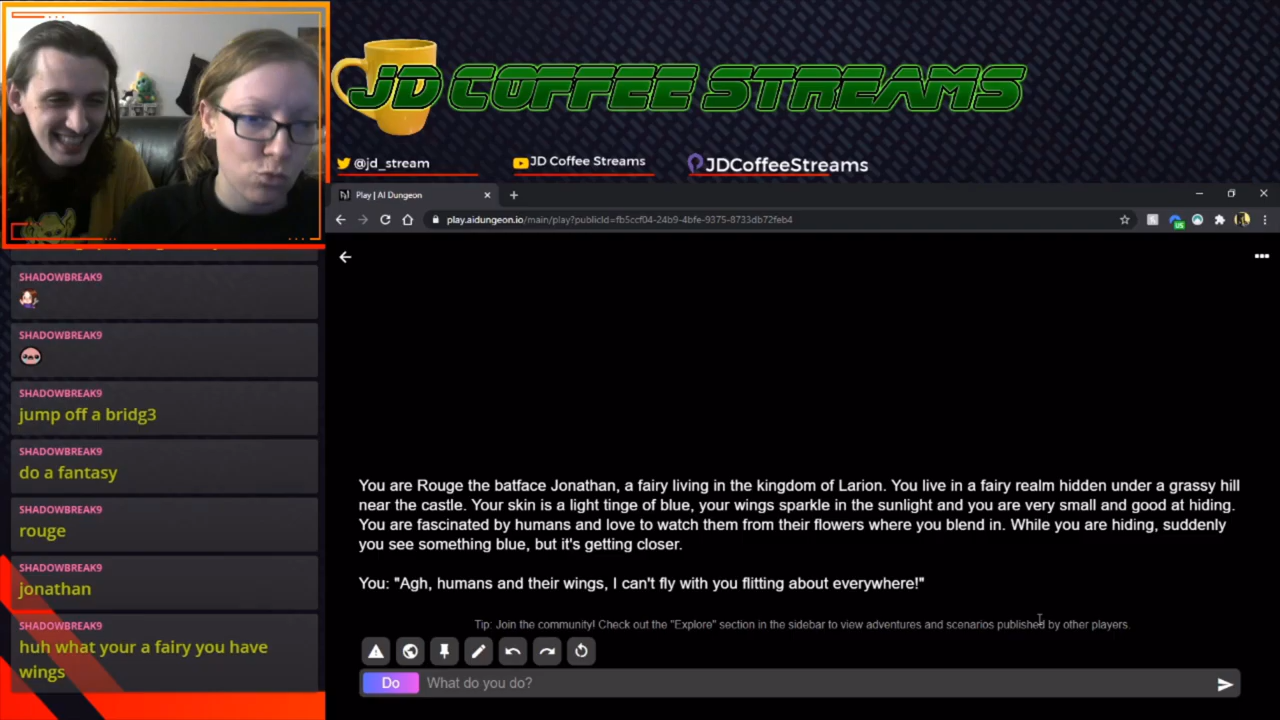 JD COFFEE STREAMS
@jd_stream
JD Coffee Streams
JDCoffeeStreams
Play | AI Dungeon
play.aidungeon.io/main/play?publicId=fb5ccf04-24b9-4bfe-9375-8733db72feb4
SHADOWBREAK9
SHADOWBREAK9
SHADOWBREAK9
jump off a bridg3
SHADOWBREAK9
do a fantasy
SHADOWBREAK9
rouge
SHADOWBREAK9
jonathan
SHADOWBREAK9
huh what your a fairy you have
wings
You are Rouge the batface Jonathan, a fairy living in the kingdom of Larion. You live in a fairy realm hidden under a grassy hill
near the castle. Your skin is a light tinge of blue, your wings sparkle in the sunlight and you are very small and good at hiding.
You are fascinated by humans and love to watch them from their flowers where you blend in. While you are hiding, suddenly
you see something blue, but it's getting closer.
You: "Agh, humans and their wings, I can't fly with you flitting about everywhere!"
Tip: Join the community! Check out the "Explore" section in the sidebar to view adventures and scenarios published by other players.
Do
What do you do?